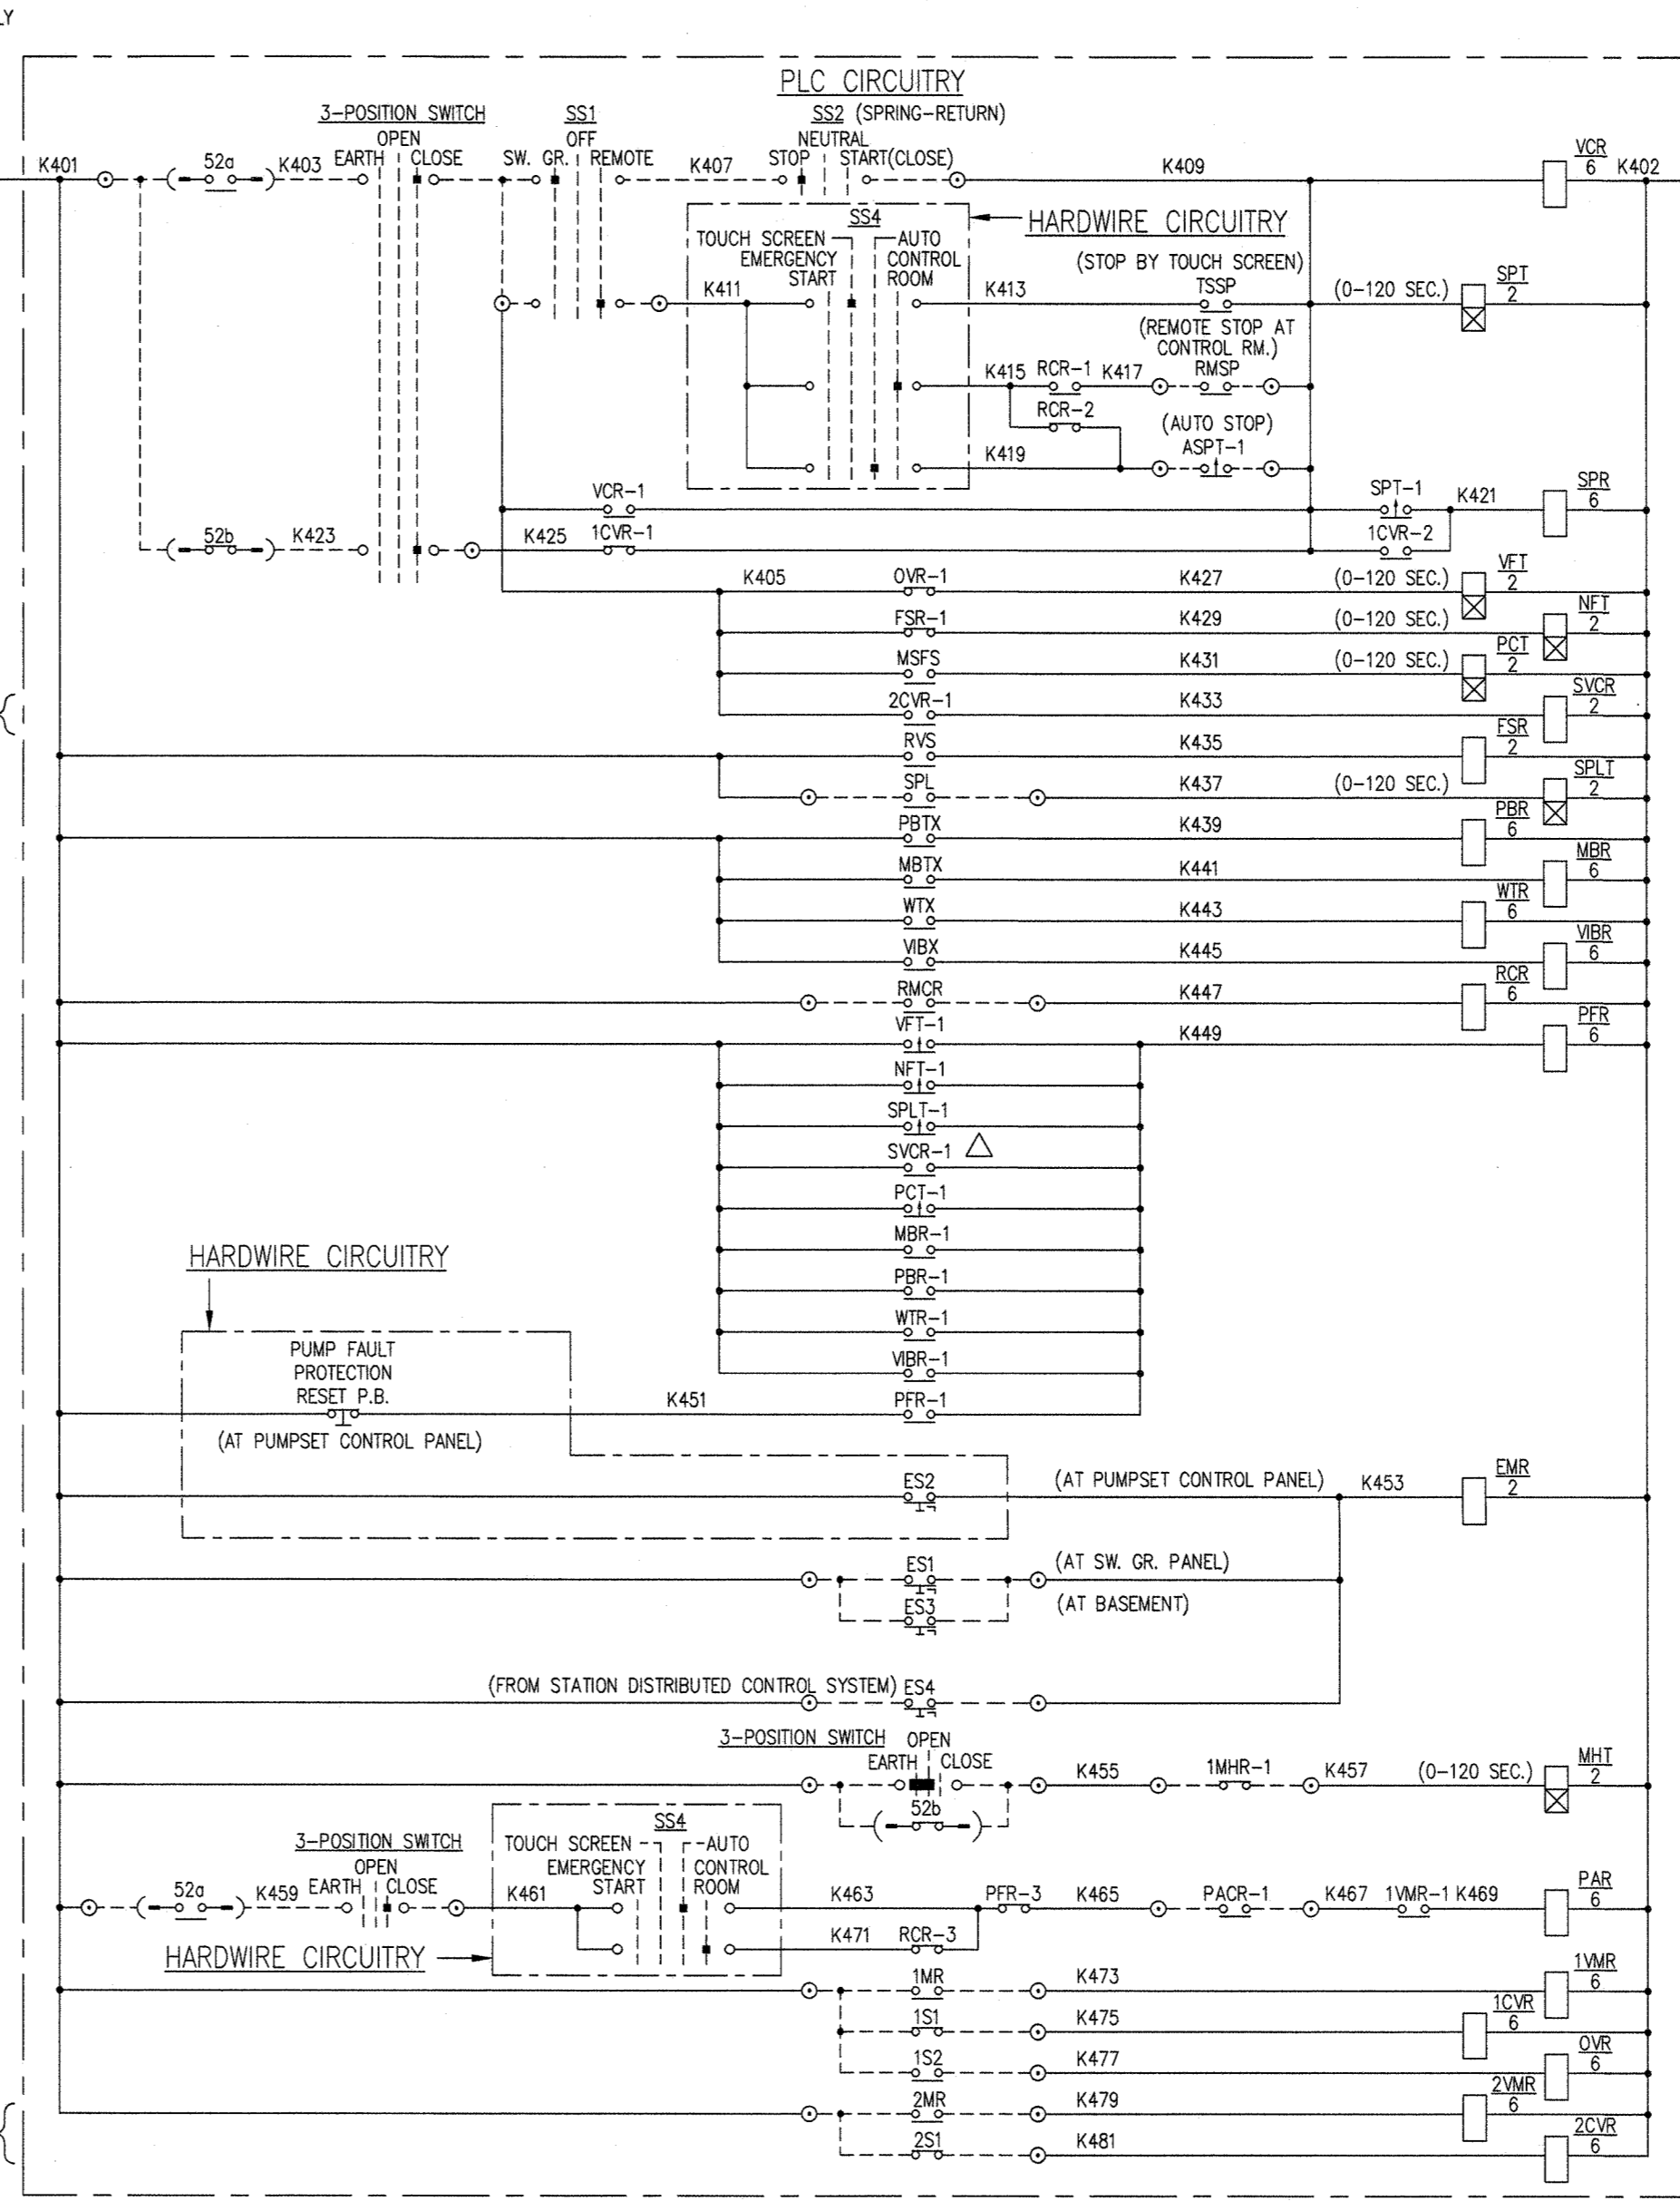 LY
PLC CIRCUITRY
3-POSITION SWITCH
SS1
SS2 (SPRING-RETURN)
OPEN
OFF
NEUTRAL
VCR
K401
52a
K403
EARTH
CLOSE
SW. GR.
REMOTE
K407
STOP
START(CLOSE)
K409
6
K402
SS4
HARDWIRE CIRCUITRY
TOUCH SCREEN
AUTO
EMERGENCY
CONTROL
START
ROOM
(STOP BY TOUCH SCREEN)
K411
K413
TSSP
(0-120 SEC.)
SPT
2
(REMOTE STOP AT
CONTROL RM.)
K415
RCR-1
K417
RMSP
RCR-2
(AUTO STOP)
K419
ASPT-1
VCR-1
SPT-1
K421
SPR
6
52b
K423
K425
1CVR-1
1CVR-2
K405
OVR-1
K427
(0-120 SEC.)
VFT
2
FSR-1
K429
(0-120 SEC.)
NFT
2
MSFS
K431
(0-120 SEC.)
PCT
2
2CVR-1
K433
SVCR
2
RVS
K435
FSR
2
SPL
K437
(0-120 SEC.)
SPLT
2
PBTX
K439
PBR
6
MBTX
K441
MBR
6
WTX
K443
WTR
6
VIBX
K445
VIBR
6
RMCR
K447
RCR
6
VFT-1
K449
PFR
6
NFT-1
SPLT-1
SVCR-1
PCT-1
MBR-1
HARDWIRE CIRCUITRY
PBR-1
WTR-1
PUMP FAULT
PROTECTION
VIBR-1
RESET P.B.
K451
PFR-1
(AT PUMPSET CONTROL PANEL)
ES2
(AT PUMPSET CONTROL PANEL)
K453
EMR
2
ES1
(AT SW. GR. PANEL)
ES3
(AT BASEMENT)
(FROM STATION DISTRIBUTED CONTROL SYSTEM)
ES4
3-POSITION SWITCH
OPEN
EARTH
CLOSE
K455
1MHR-1
K457
(0-120 SEC.)
MHT
2
52b
SS4
3-POSITION SWITCH
TOUCH SCREEN
AUTO
OPEN
EMERGENCY
CONTROL
52a
K459
EARTH
CLOSE
K461
START
ROOM
K463
PFR-3
K465
PACR-1
K467
1VMR-1
K469
PAR
6
K471
RCR-3
HARDWIRE CIRCUITRY
1MR
K473
1VMR
6
1S1
K475
1CVR
6
1S2
K477
OVR
6
2MR
K479
2VMR
6
2S1
K481
2CVR
6